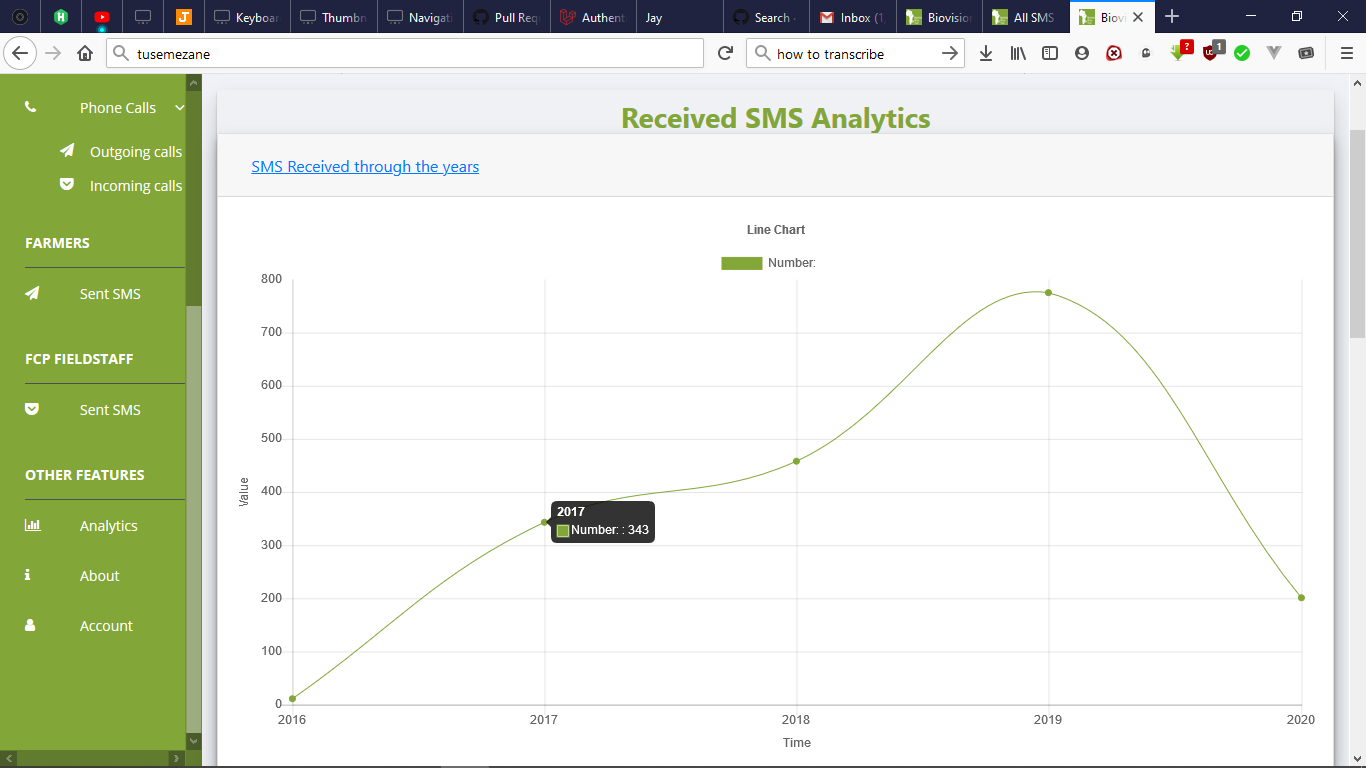 Keyboar
Thumbn
Navigati
Pull Req
Authent
Jay
Search
Inbox (1,
Biovision
All SMS
Biovi
tusemezane
how to transcribe
?
1
Phone Calls
Outgoing calls
Incoming calls
FARMERS
Sent SMS
FCP FIELDSTAFF
Sent SMS
OTHER FEATURES
Analytics
About
Account
Received SMS Analytics
SMS Received through the years
Line Chart
Number:
800
700
600
500
400
300
200
100
0
Value
2017
Number: : 343
2016
2017
2018
2019
2020
Time